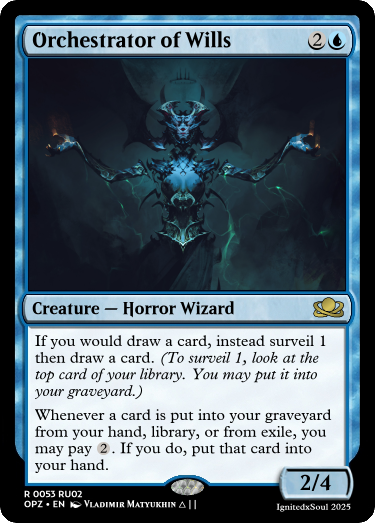 Orchestrator of Wills 2
Creature — Horror Wizard
If you would draw a card, instead surveil 1
then draw a card. (To surveil 1, look at the
top card of your library. You may put it into
your graveyard.)
Whenever a card is put into your graveyard
from your hand, library, or from exile, you
may pay 2. If you do, put that card into
your hand.
2/4
R 0053 RU02
OPZ • EN Vladimir Matyukhin △ ||
IgnitedxSoul 2025